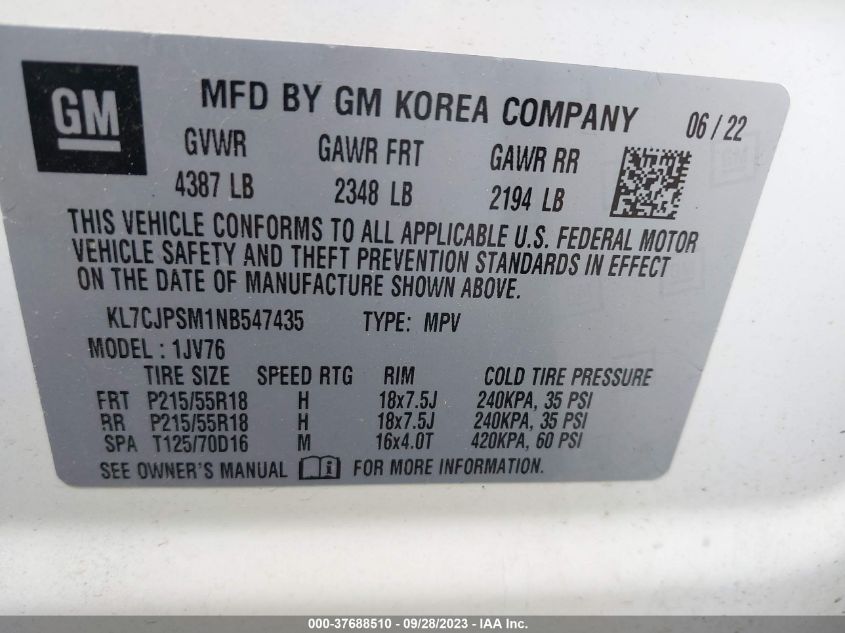 GM
MFD BY GM KOREA COMPANY 06/22
GVWR GAWR FRT GAWR RR
4387 LB 2348 LB 2194 LB
THIS VEHICLE CONFORMS TO ALL APPLICABLE U.S. FEDERAL MOTOR
VEHICLE SAFETY AND THEFT PREVENTION STANDARDS IN EFFECT
ON THE DATE OF MANUFACTURE SHOWN ABOVE.
KL7CJPSM1NB547435 TYPE: MPV
MODEL : 1JV76
TIRE SIZE SPEED RTG RIM COLD TIRE PRESSURE
FRT P215/55R18 H 18x7.5J 240KPA, 35 PSI
RR P215/55R18 H 18x7.5J 240KPA, 35 PSI
SPA T125/70D16 M 16x4.0T 420KPA, 60 PSI
SEE OWNER'S MANUAL FOR MORE INFORMATION.
000-37688510 - 09/28/2023 - Copyright © IAA, Inc.